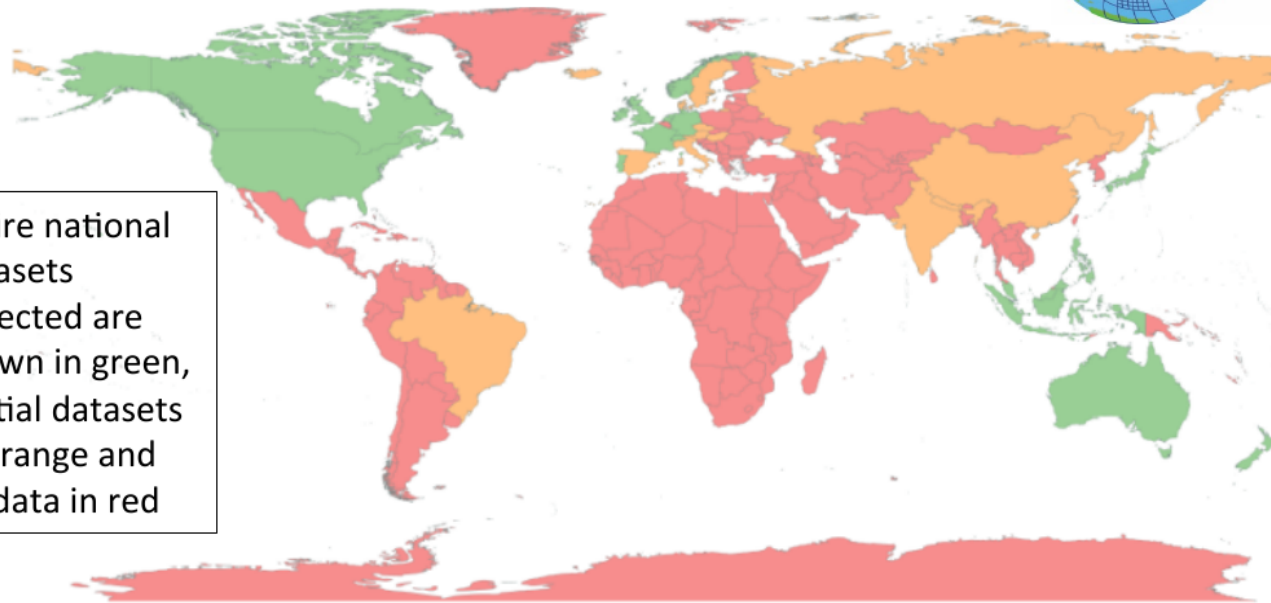 re national
asets
ected are
wn in green,
tial datasets
range and
data in red